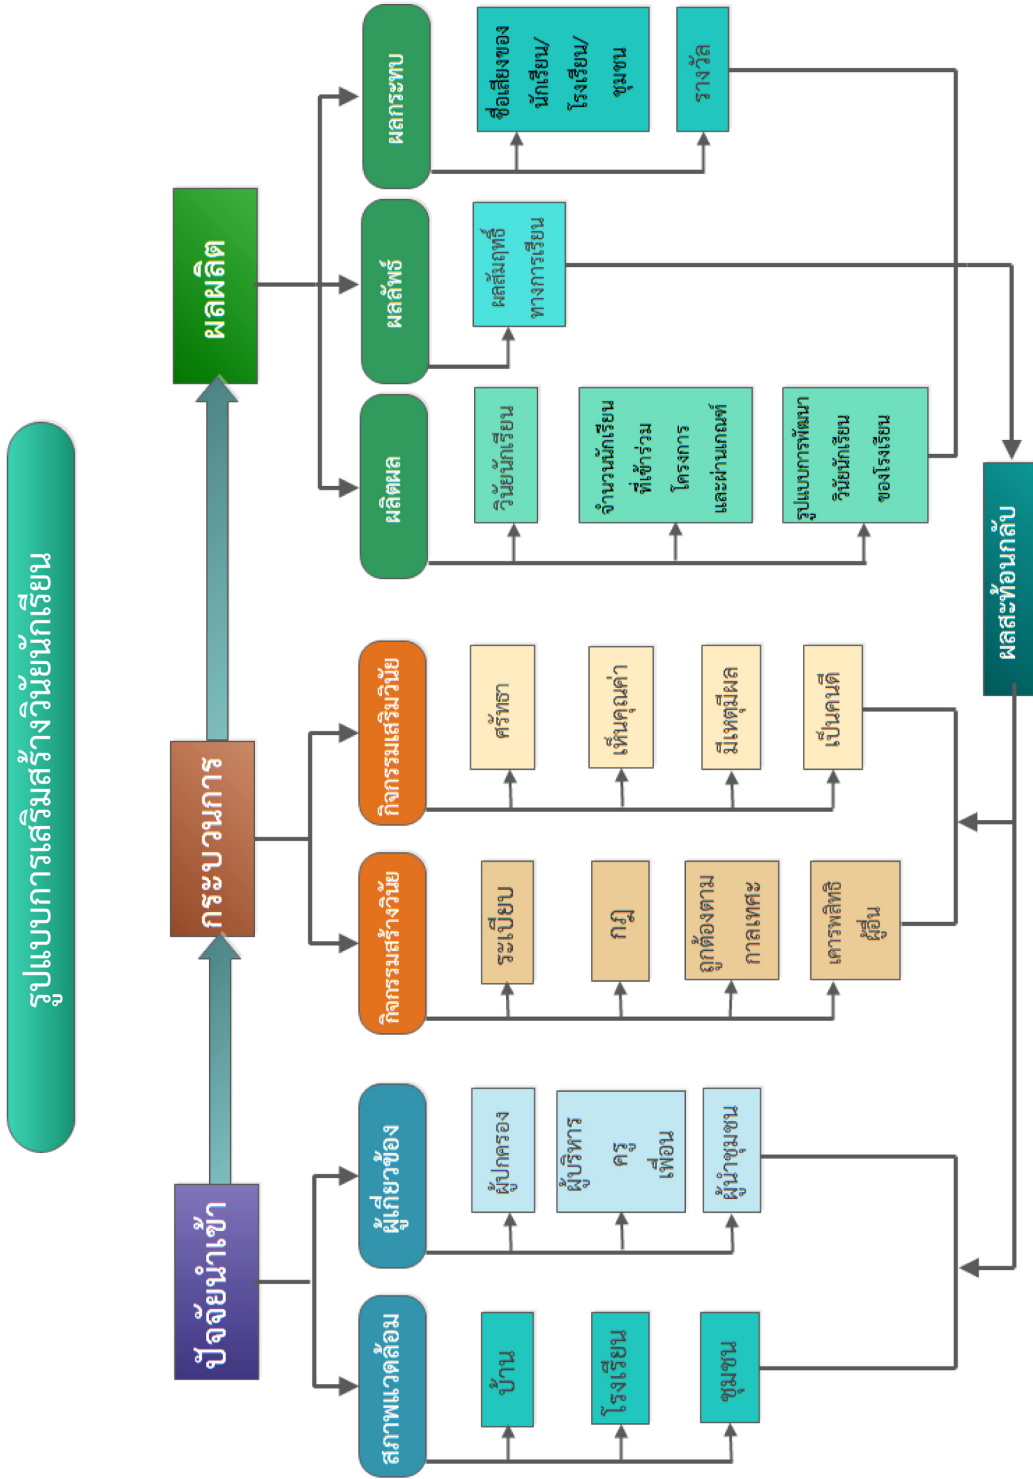 รูปแบบการเสริมสร้างวินัยนักเรียน
ปัจจัยนำเข้า
กระบวนการ
ผลผลิต
สภาพแวดล้อม
ผู้เกี่ยวข้อง
กิจกรรมสร้างวินัย
กิจกรรมเสริมวินัย
ผลิตผล
ผลลัพธ์
ผลกระทบ
บ้าน
โรงเรียน
ชุมชน
ผู้ปกครอง
ผู้บริหาร
ครู
เพื่อน
ผู้นำชุมชน
ระเบียบ
กฎ
ถูกต้องตาม
กาลเทศะ
เคารพสิทธิ
ผู้อื่น
ศรัทธา
เห็นคุณค่า
มีเหตุมีผล
เป็นคนดี
วินัยนักเรียน
จำนวนนักเรียน
ที่เข้าร่วม
โครงการ
และผ่านเกณฑ์
รูปแบบการพัฒนา
วินัยนักเรียน
ของโรงเรียน
ผลสัมฤทธิ์
ทางการเรียน
ชื่อเสียงของ
นักเรียน/
โรงเรียน/
ชุมชน
รางวัล
ผลสะท้อนกลับ